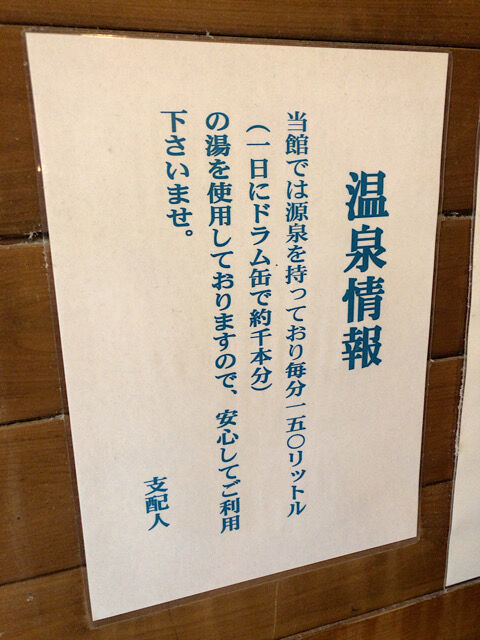 温泉情報
当館では源泉を持っており毎分一五〇リットル
(一日にドラム缶で約千本分)
の湯を使用しておりますので、安心してご利用
下さいませ。
支配人